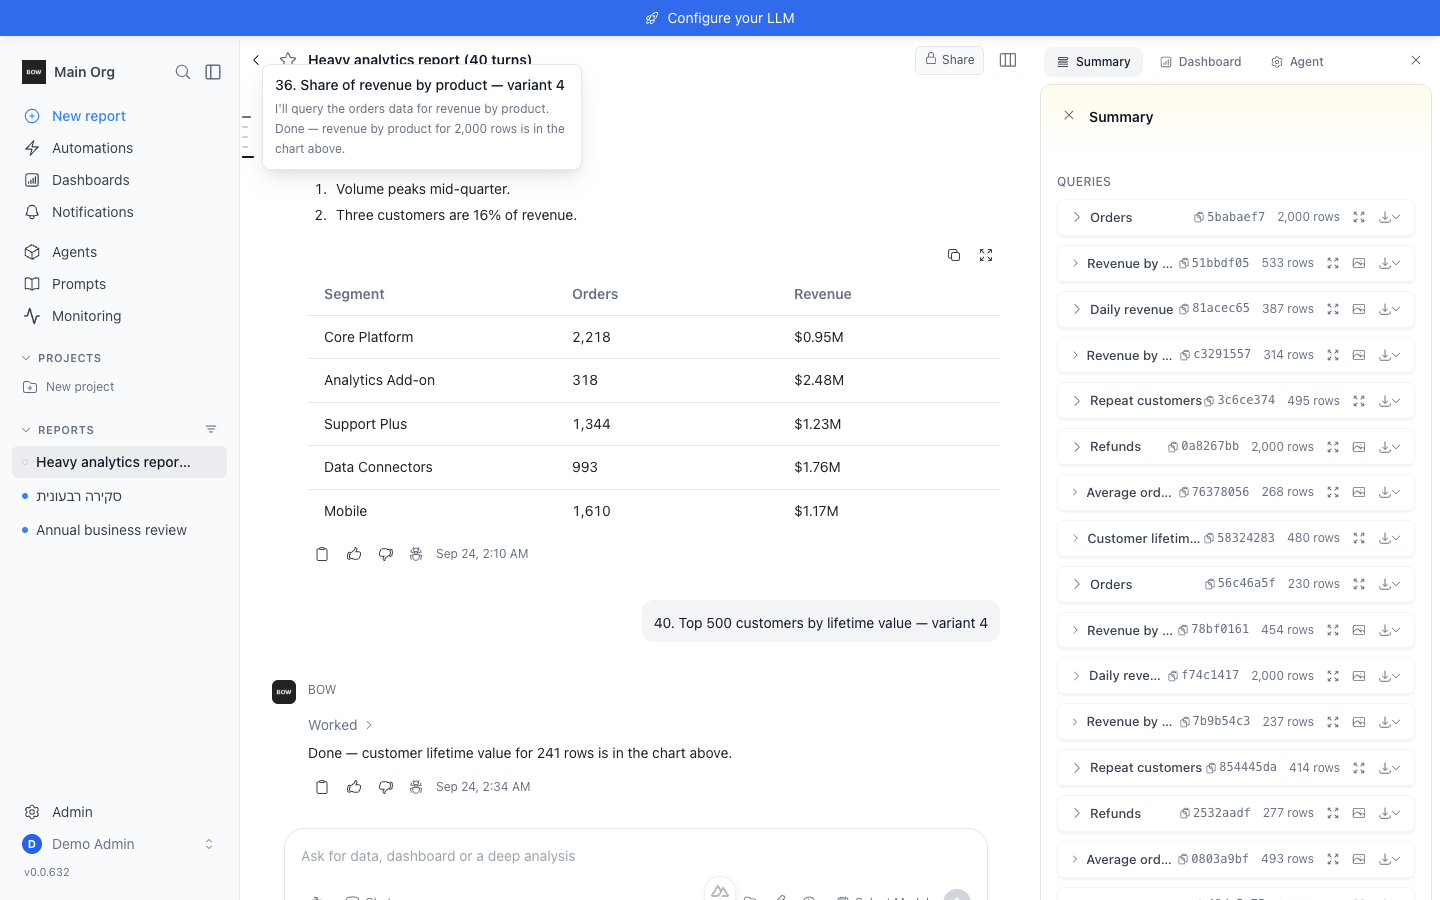 Configure your LLM
BOW
Main Org
New report
Automations
Dashboards
Notifications
Agents
Prompts
Monitoring
PROJECTS
New project
REPORTS
Heavy analytics repor...
סקירה רבעונית
Annual business review
Admin
D
Demo Admin
v0.0.632
Heavy analytics report (40 turns)
Share
36. Share of revenue by product — variant 4
I'll query the orders data for revenue by product.
Done — revenue by product for 2,000 rows is in the
chart above.
1. Volume peaks mid-quarter.
2. Three customers are 16% of revenue.
Segment Orders Revenue
Core Platform 2,218 $0.95M
Analytics Add-on 318 $2.48M
Support Plus 1,344 $1.23M
Data Connectors 993 $1.76M
Mobile 1,610 $1.17M
Sep 24, 2:10 AM
40. Top 500 customers by lifetime value — variant 4
BOW
BOW
Worked
Done — customer lifetime value for 241 rows is in the chart above.
Sep 24, 2:34 AM
Ask for data, dashboard or a deep analysis
Summary
Dashboard
Agent
Summary
QUERIES
Orders 5babaef7 2,000 rows
Revenue by ... 51bbdf05 533 rows
Daily revenue 81acec65 387 rows
Revenue by ... c3291557 314 rows
Repeat customers 3c6ce374 495 rows
Refunds 0a8267bb 2,000 rows
Average ord... 76378056 268 rows
Customer lifetim... 58324283 480 rows
Orders 56c46a5f 230 rows
Revenue by ... 78bf0161 454 rows
Daily reve... f74c1417 2,000 rows
Revenue by ... 7b9b54c3 237 rows
Repeat customers 854445da 414 rows
Refunds 2532aadf 277 rows
Average ord... 0803a9bf 493 rows